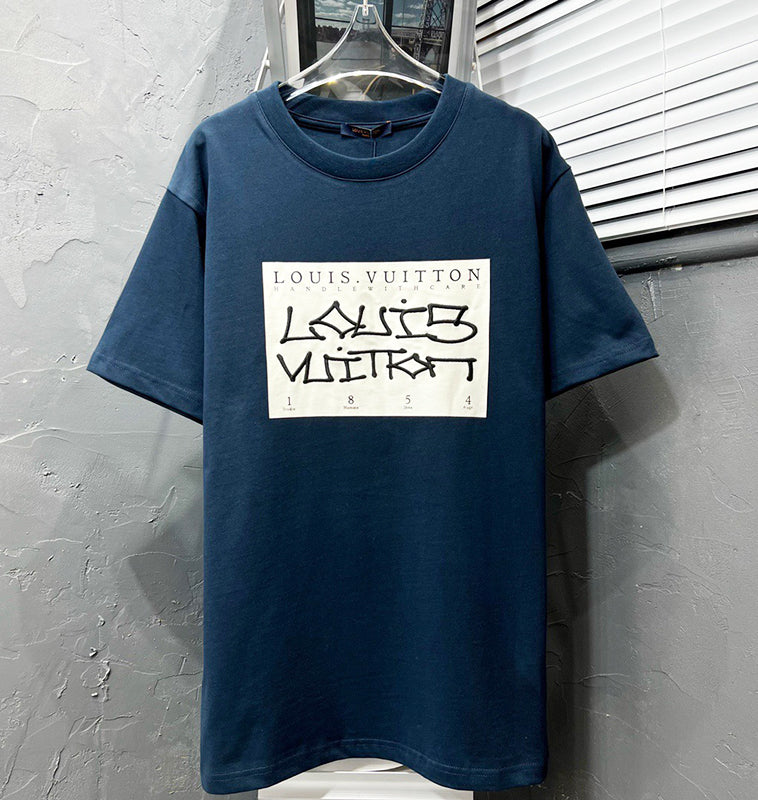 LOUIS.VUITTON
HANDLEWITHCARE
LOUIS
VUITTON
1 8 5 4